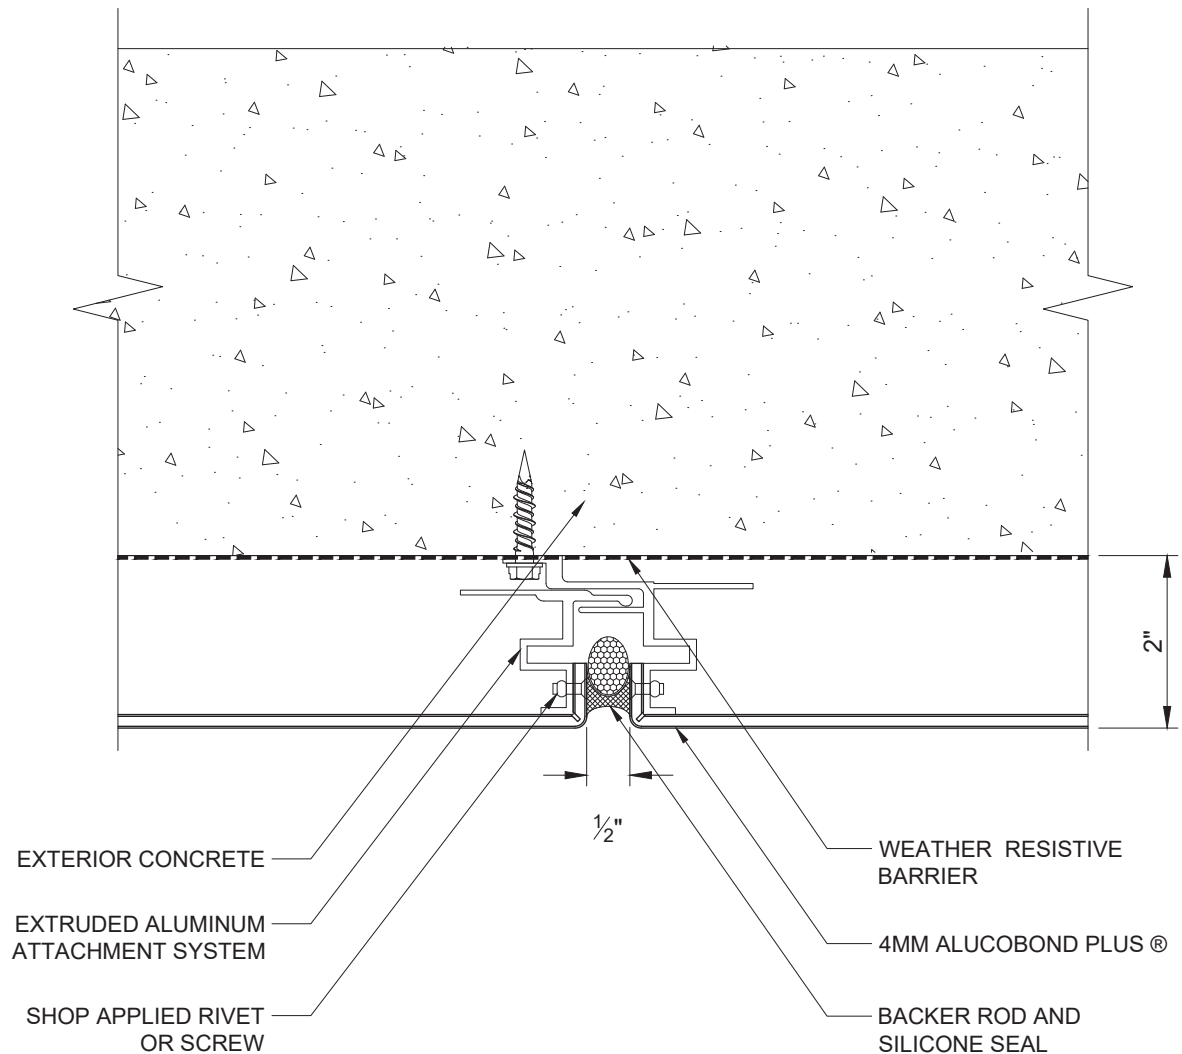 2"
½"
EXTERIOR CONCRETE
EXTRUDED ALUMINUM
ATTACHMENT SYSTEM
SHOP APPLIED RIVET
OR SCREW
WEATHER RESISTIVE
BARRIER
4MM ALUCOBOND PLUS ®
BACKER ROD AND
SILICONE SEAL